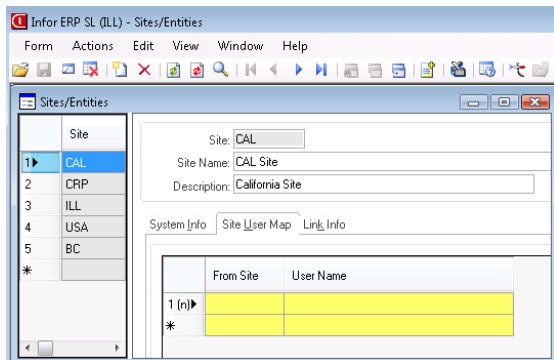 Infor ERP SL (ILL) - Sites/Entities
Form Actions Edit View Window Help
Sites/Entities
Site
1 CAL
2 CRP
3 ILL
4 USA
5 BC
*
Site: CAL
Site Name: CAL Site
Description: California Site
System Info Site User Map Link Info
From Site User Name
1 (n)
*